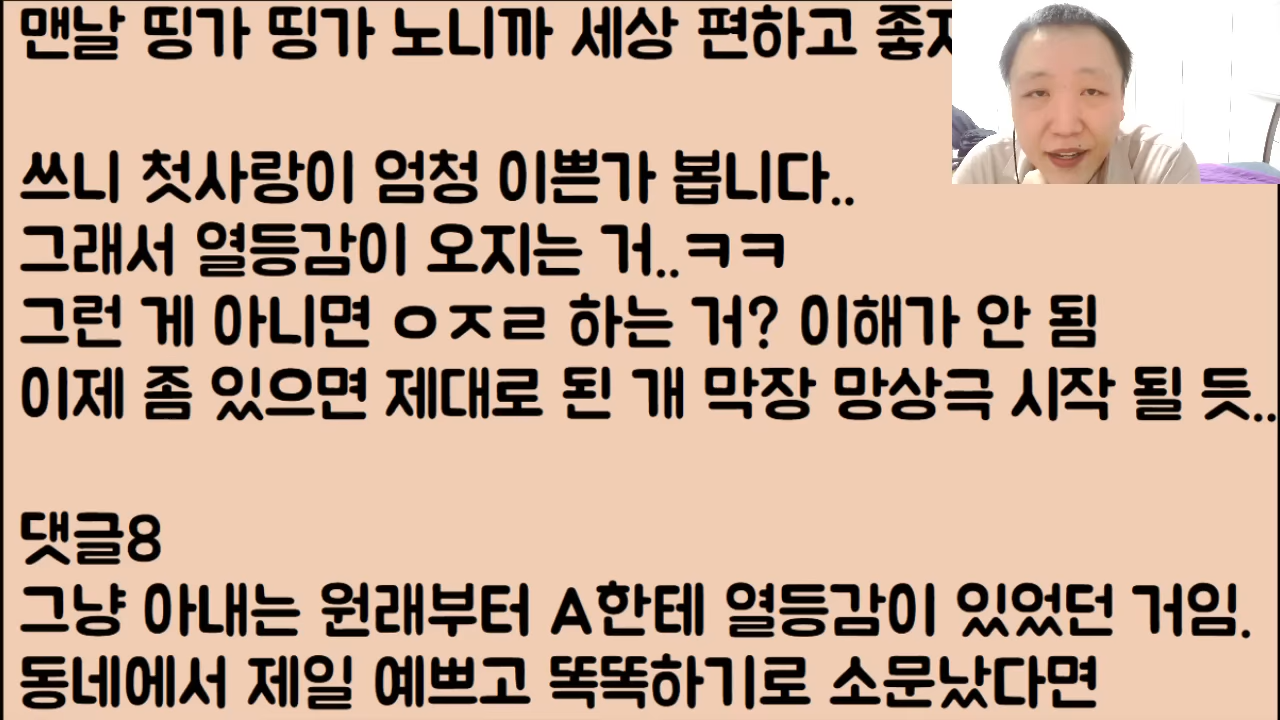 맨날 띵가 띵가 노니까 세상 편하고
쓰니 첫사랑이 엄청 이쁜가 봅니다..
그래서 열등감이 오지는 거..ㅋㅋ
그런 게 아니면 ㅇㅈㄹ 하는 거? 이해가 안 됨
이제 좀 있으면 제대로 된 개 막장 망상극 시작 될 듯..
댓글8
그냥 아내는 원래부터 A한테 열등감이 있었던 거임.
동네에서 제일 예쁘고 똑똑하기로 소문났다면